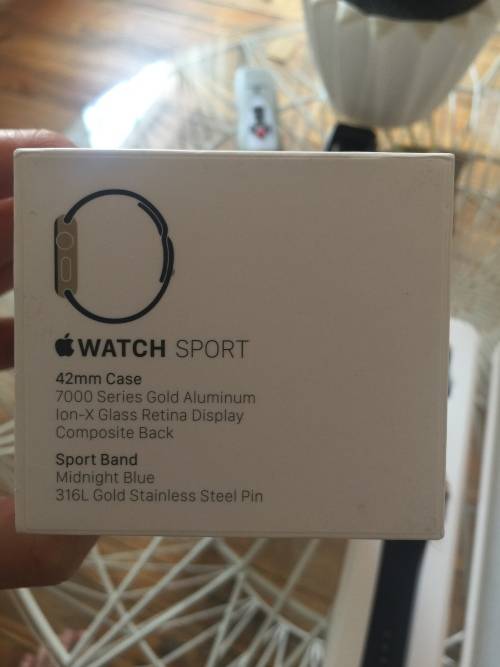 WATCH SPORT
42mm Case
7000 Series Gold Aluminum
Ion-X Glass Retina Display
Composite Back
Sport Band
Midnight Blue
316L Gold Stainless Steel Pin